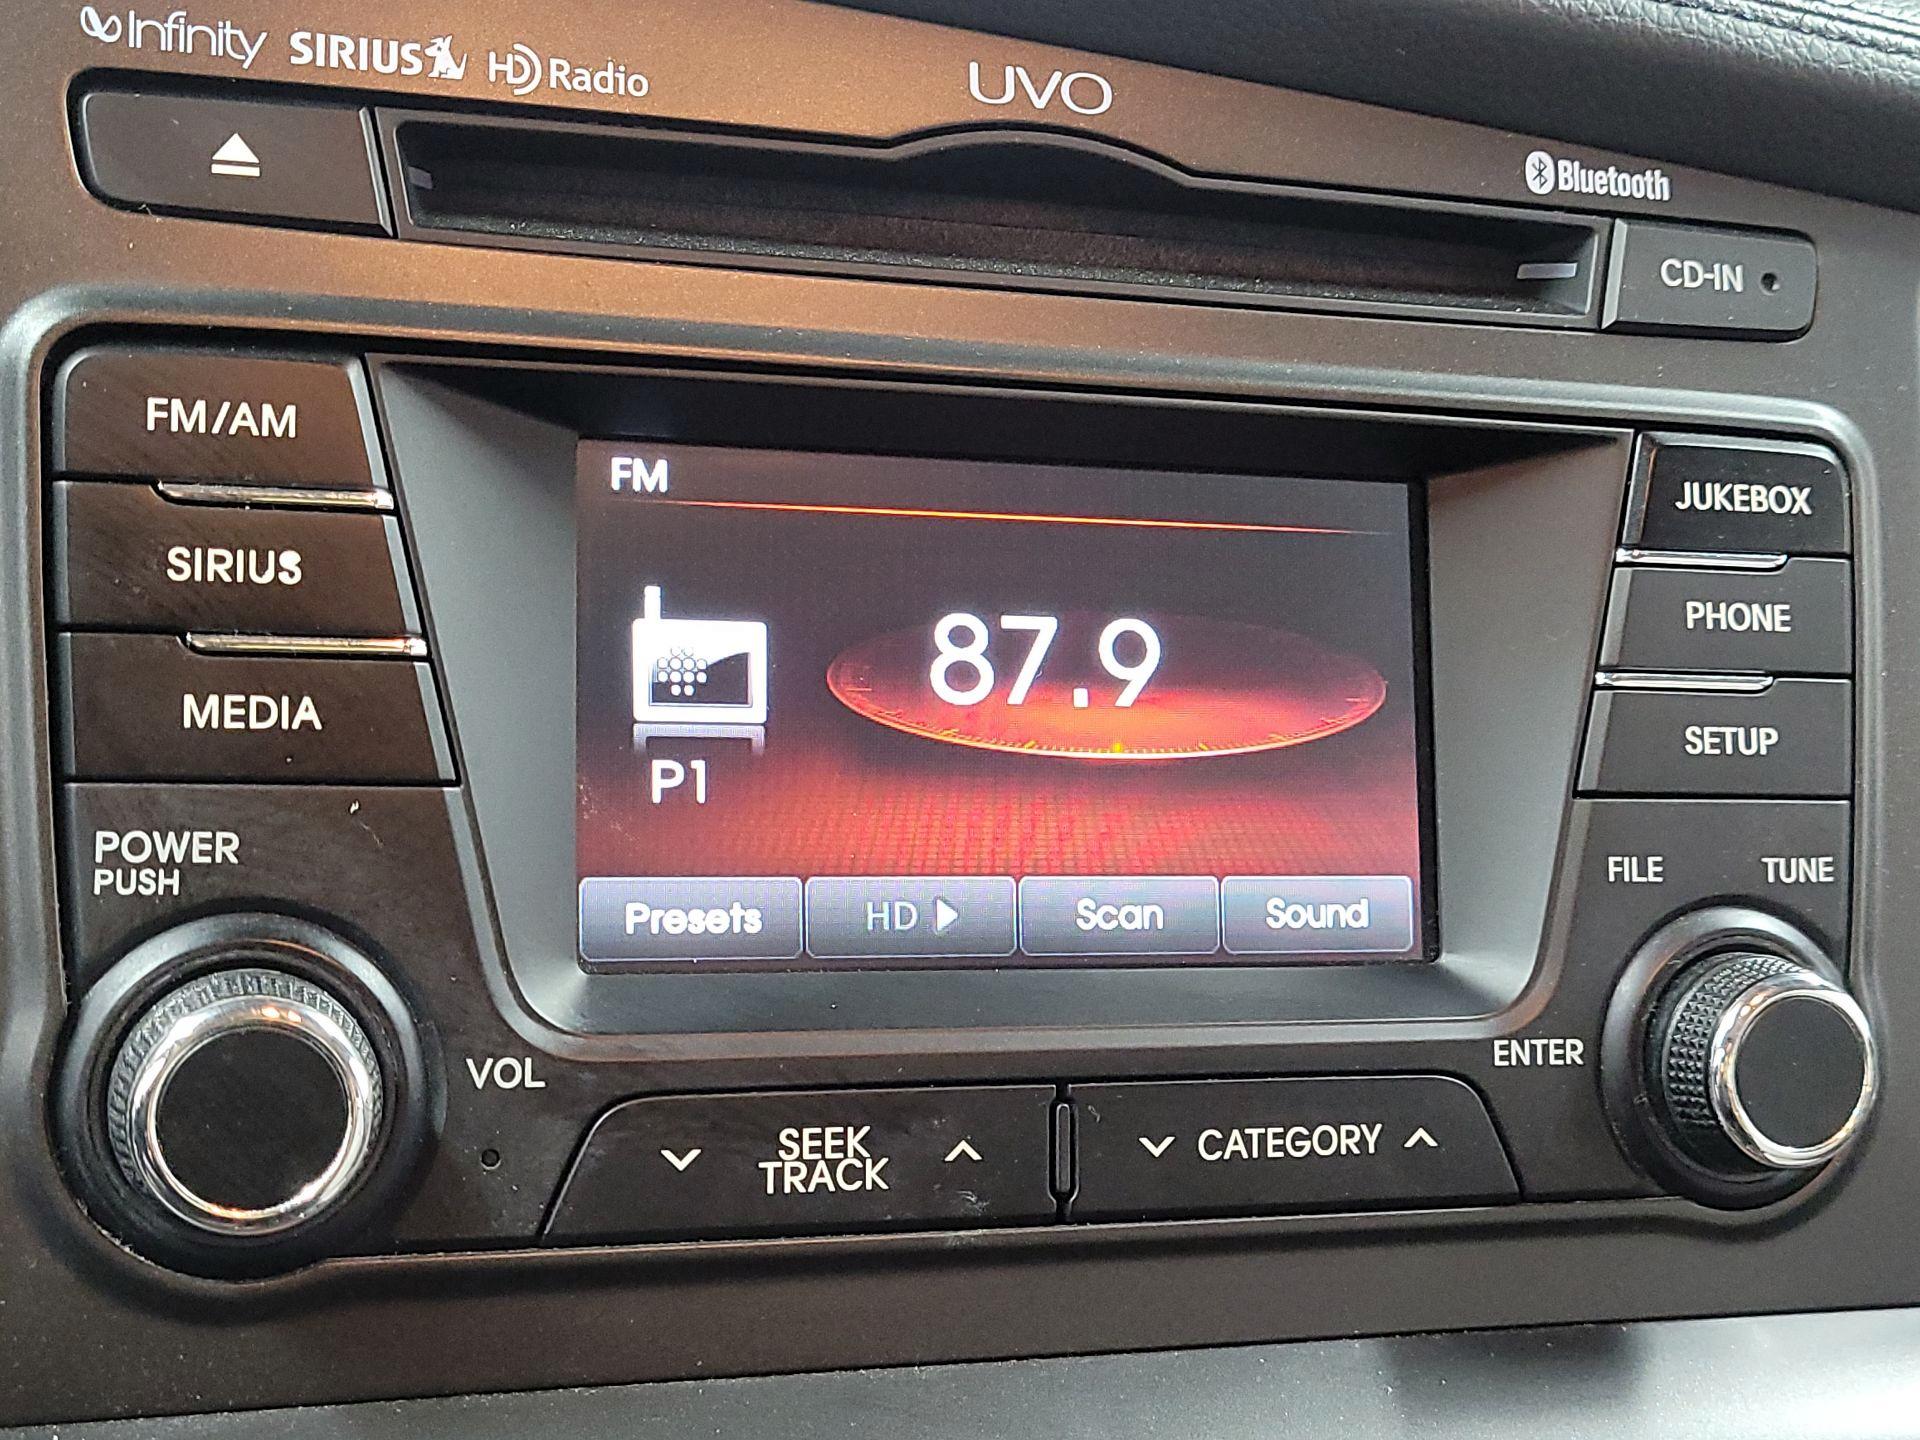 Infinity SIRIUS HD Radio
UVO
Bluetooth
CD-IN
FM/AM
SIRIUS
MEDIA
POWER
PUSH
VOL
FM
87.9
P1
Presets HD Scan Sound
JUKEBOX
PHONE
SETUP
FILE TUNE
ENTER
SEEK
TRACK
CATEGORY